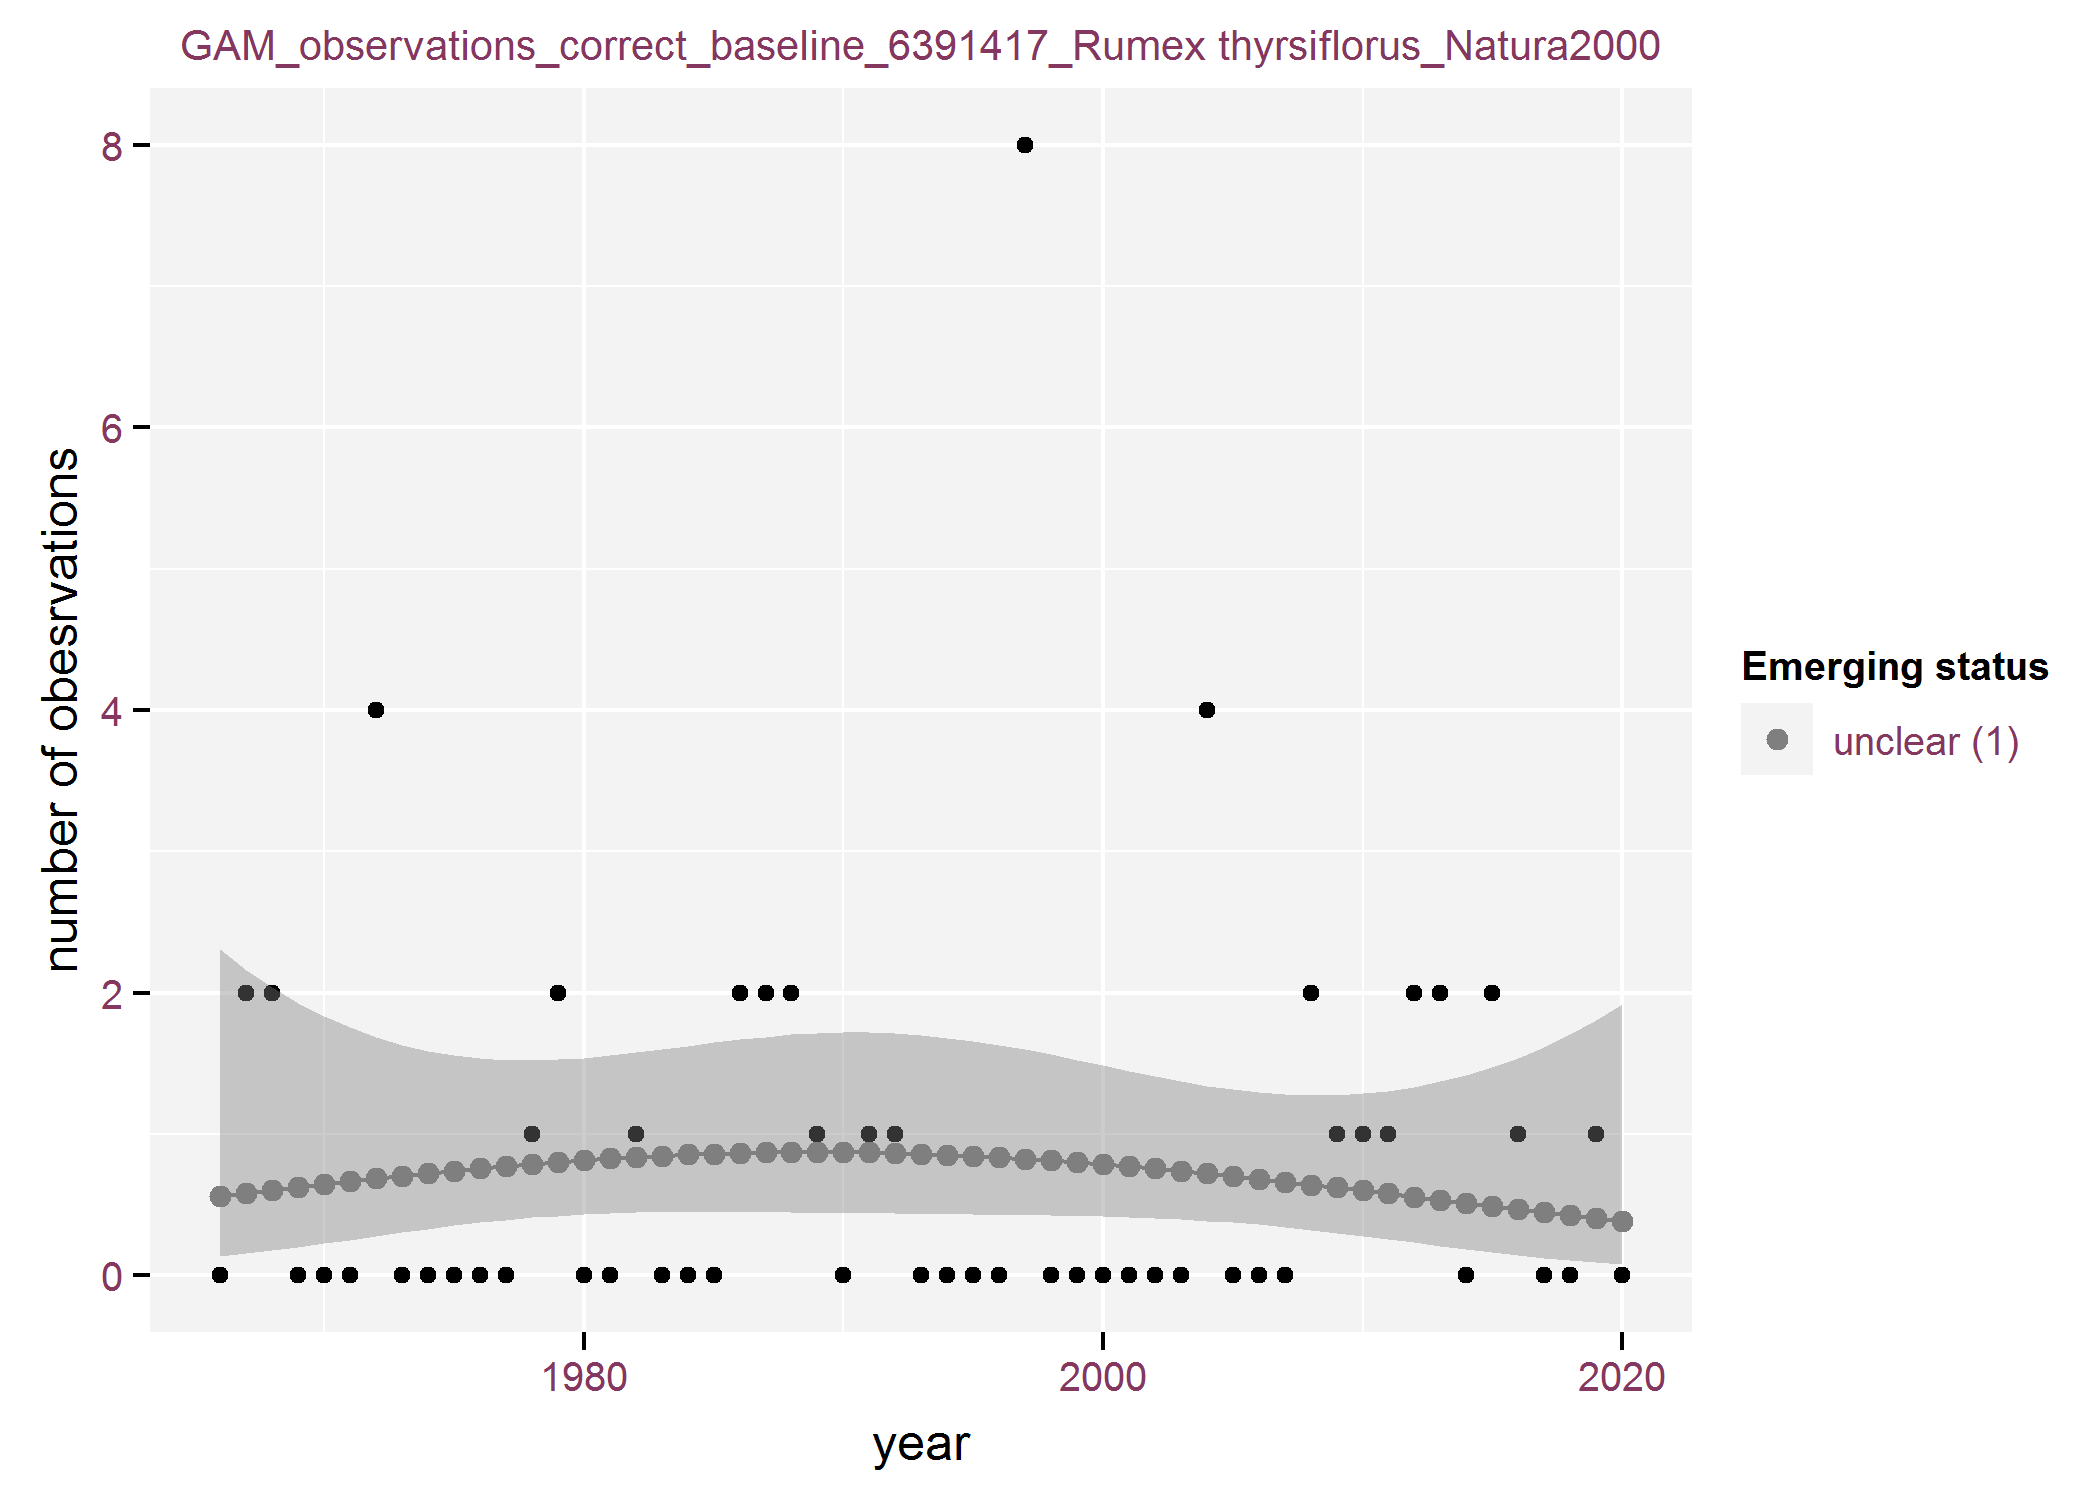 GAM_observations_correct_baseline_6391417_Rumex thyrsiflorus_Natura2000
8
6
4
2
0
number of obesrvations
1980
2000
2020
year
Emerging status
unclear (1)